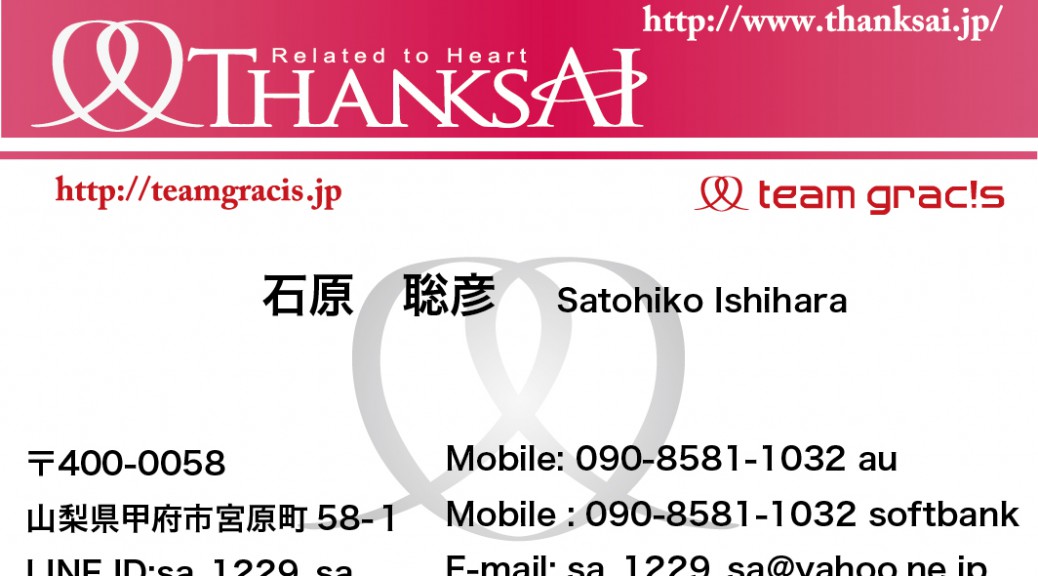 http://www.thanksai.jp/
Related to Heart
THANKSAI
http://teamgracis.jp
team grac!s
石原　聡彦 Satohiko Ishihara
〒400-0058
Mobile: 090-8581-1032 au
山梨県甲府市宮原町 58-1
Mobile : 090-8581-1032 softbank
LINE ID:sa_1229_sa
E-mail: sa_1229_sa@yahoo.ne.jp